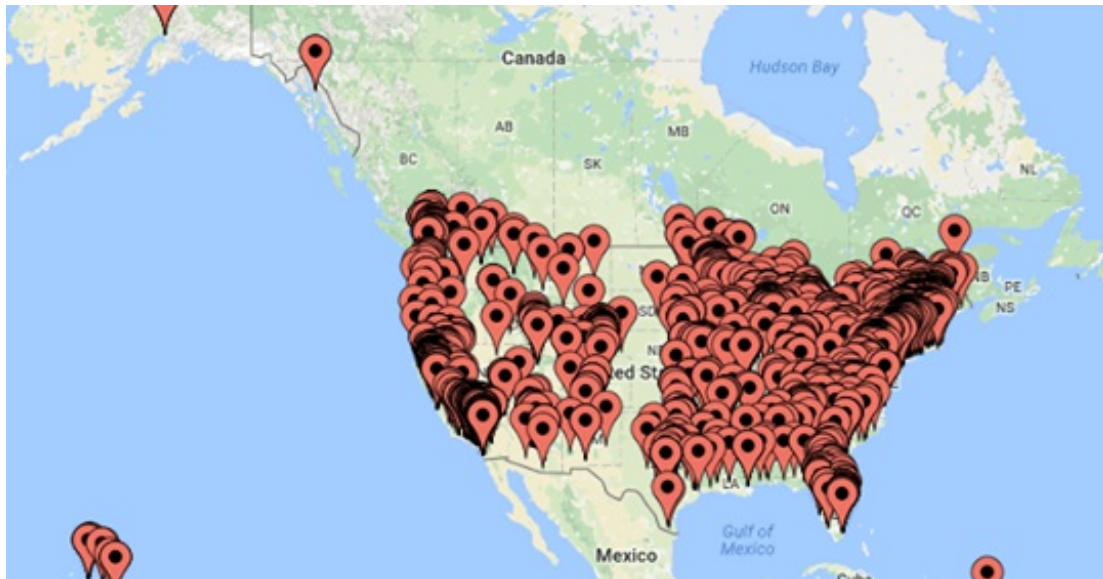 Canada
Hudson Bay
AB
MB
BC
SK
NL
ON
QC
NB
PE
NS
SD
LA
Gulf of
Mexico
Mexico